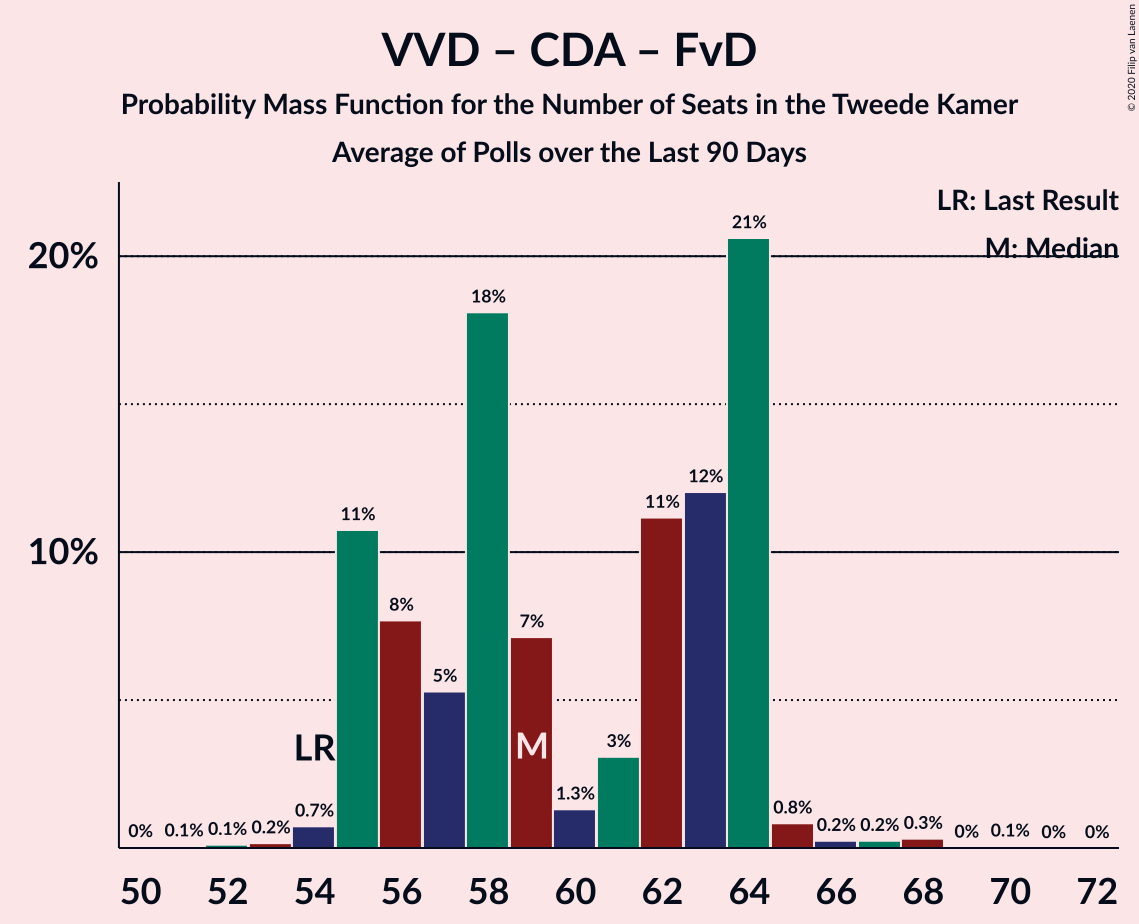 VVD – CDA – FvD
Probability Mass Function for the Number of Seats in the Tweede Kamer
Average of Polls over the Last 90 Days
© 2020 Filip van Laenen
LR: Last Result
M: Median
20%
10%
0%
0.1%
0.1%
0.2%
0.7%
11%
8%
5%
18%
7%
1.3%
3%
11%
12%
21%
0.8%
0.2%
0.2%
0.3%
0%
0.1%
0%
0%
LR
M
50 52 54 56 58 60 62 64 66 68 70 72